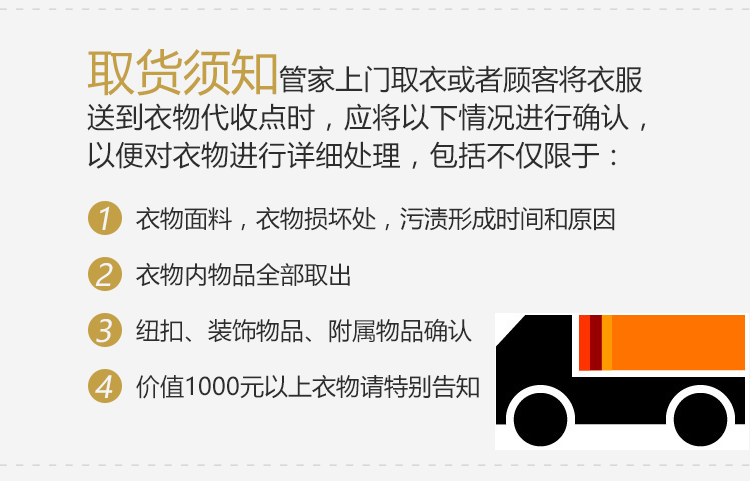 取货须知管家上门取衣或者顾客将衣服
送到衣物代收点时，应将以下情况进行确认，
以便对衣物进行详细处理，包括不仅限于：
1 衣物面料，衣物损坏处，污渍形成时间和原因
2 衣物内物品全部取出
3 纽扣、装饰物品、附属物品确认
4 价值1000元以上衣物请特别告知